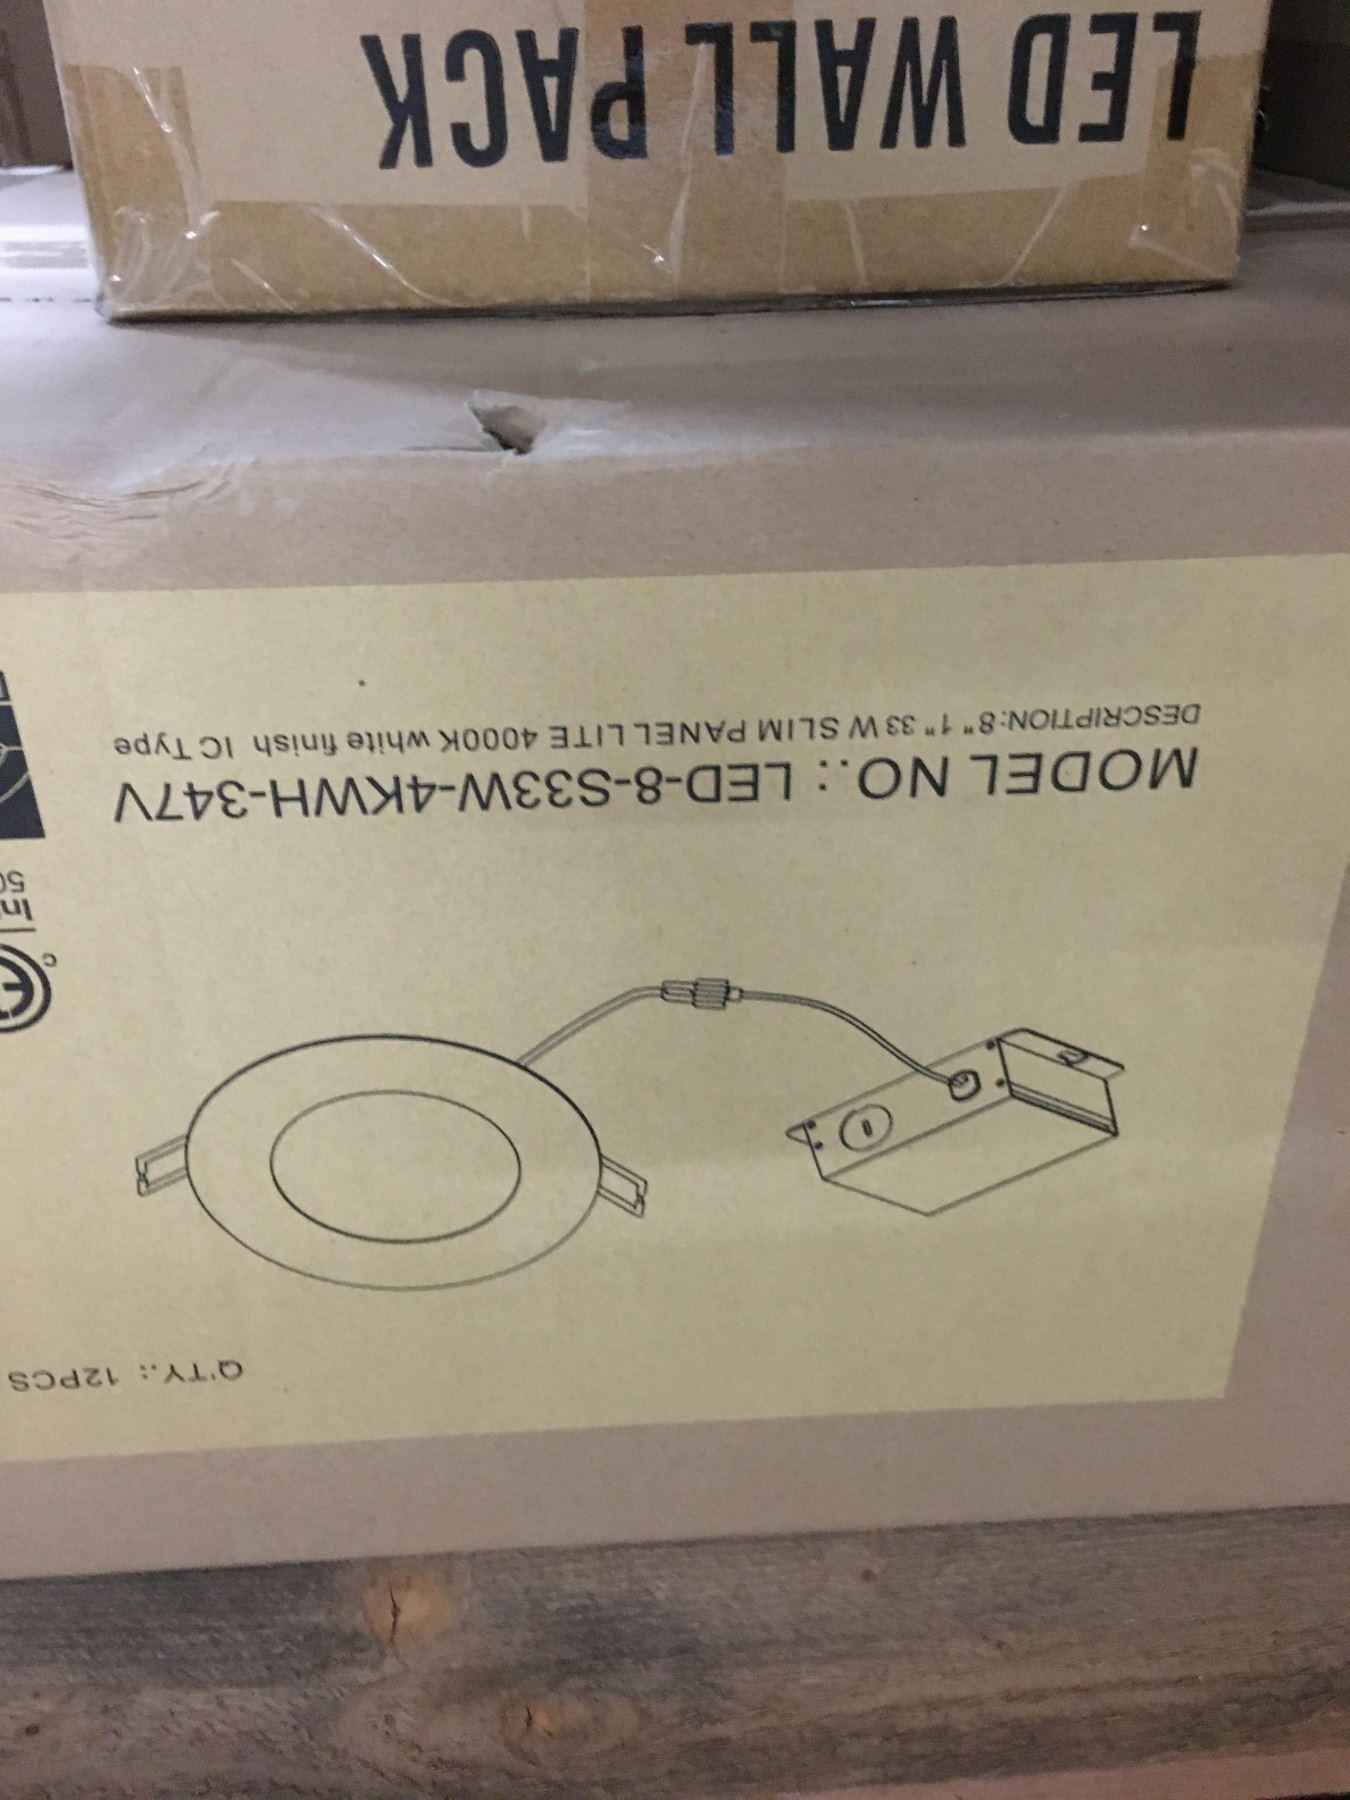 LED WALL PACK
Q'TY.: 12PCS
MODEL NO.: LED-8-S33W-4KWH-347V
DESCRIPTION:8" 1" 33W SLIM PANEL LITE 4000K white finish IC Type
c